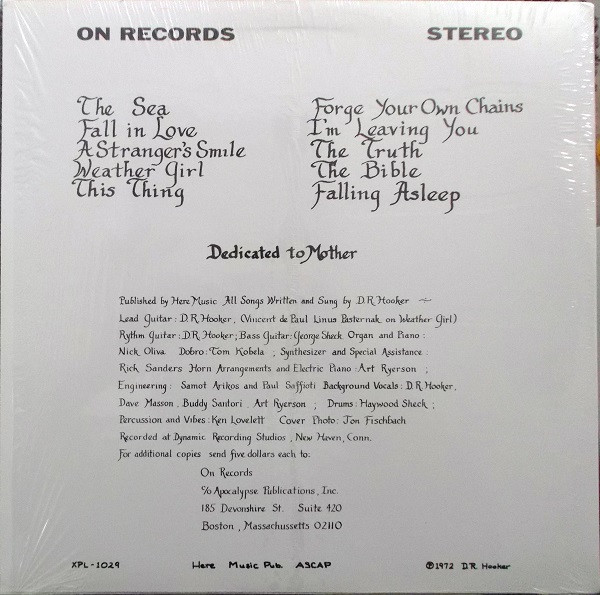 ON RECORDS STEREO
The Sea
Fall in Love
A Stranger's Smile
Weather Girl
This Thing
Forge Your Own Chains
I'm Leaving You
The Truth
The Bible
Falling Asleep
Dedicated to Mother
Published by Here Music All Songs Written and Sung by D.R. Hooker ~
Lead Guitar: D.R. Hooker, (Vincent de Paul Linus Pasternak on Weather Girl)
Rythm Guitar: D.R. Hooker; Bass Guitar: George Sheck Organ and Piano:
Nick Oliva Dobro: Tom Kobela ; Synthesizer and Special Assistance:
Rick Sanders Horn Arrangements and Electric Piano: Art Ryerson ;
Engineering: Samot Arikos and Paul Saffioti Background Vocals: D.R. Hooker,
Dave Masson, Buddy Santori, Art Ryerson ; Drums: Haywood Sheck ;
Percussion and Vibes: Ken Lovelett Cover Photo: Jon Fischbach
Recorded at Dynamic Recording Studios, New Haven, Conn.
For additional copies send five dollars each to:
On Records
c/o Apocalypse Publications, Inc.
185 Devonshire St. Suite 420
Boston, Massachussetts 02110
XPL-1029 Here Music Pub. ASCAP ℗1972 D.R. Hooker